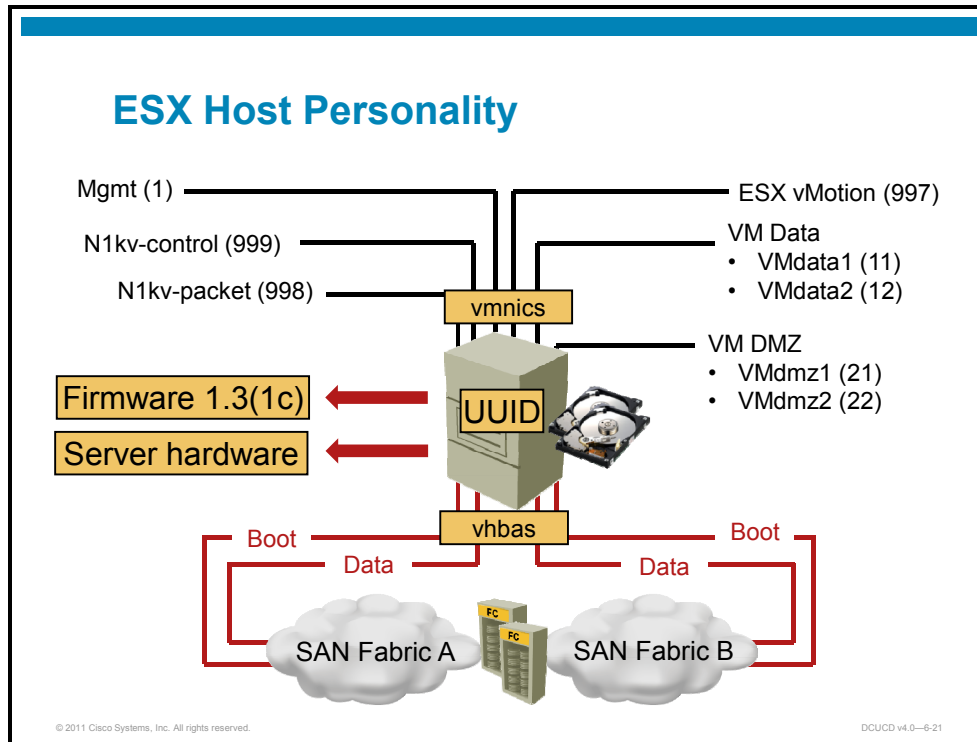 ESX Host Personality
Mgmt (1)
N1kv-control (999)
N1kv-packet (998)
ESX vMotion (997)
VM Data
• VMdata1 (11)
• VMdata2 (12)
vmnics
VM DMZ
• VMdmz1 (21)
• VMdmz2 (22)
Firmware 1.3(1c)
UUID
Server hardware
vhbas
Boot
Boot
Data
Data
FC
FC
SAN Fabric A
SAN Fabric B
© 2011 Cisco Systems, Inc. All rights reserved.
DCUCD v4.0—6-21